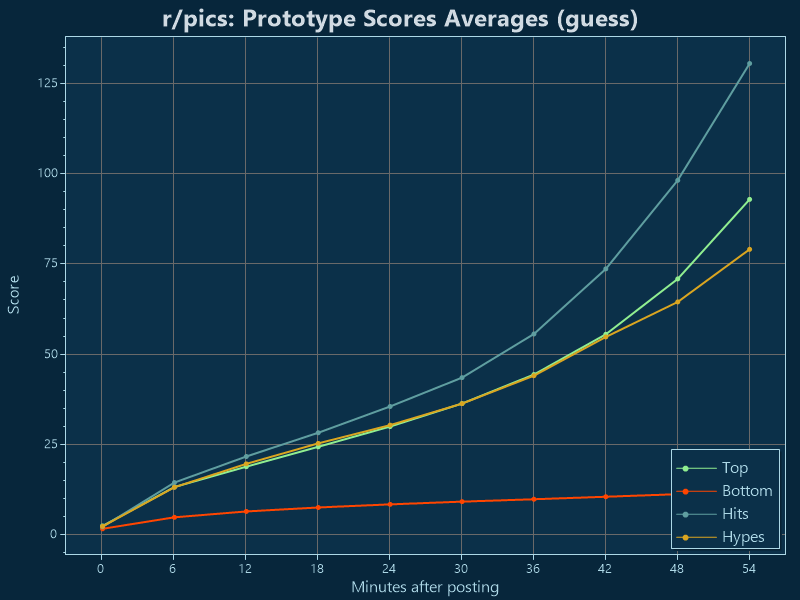 r/pics: Prototype Scores Averages (guess)
125
100
75
50
25
0
Score
0 6 12 18 24 30 36 42 48 54
Minutes after posting
Top
Bottom
Hits
Hypes